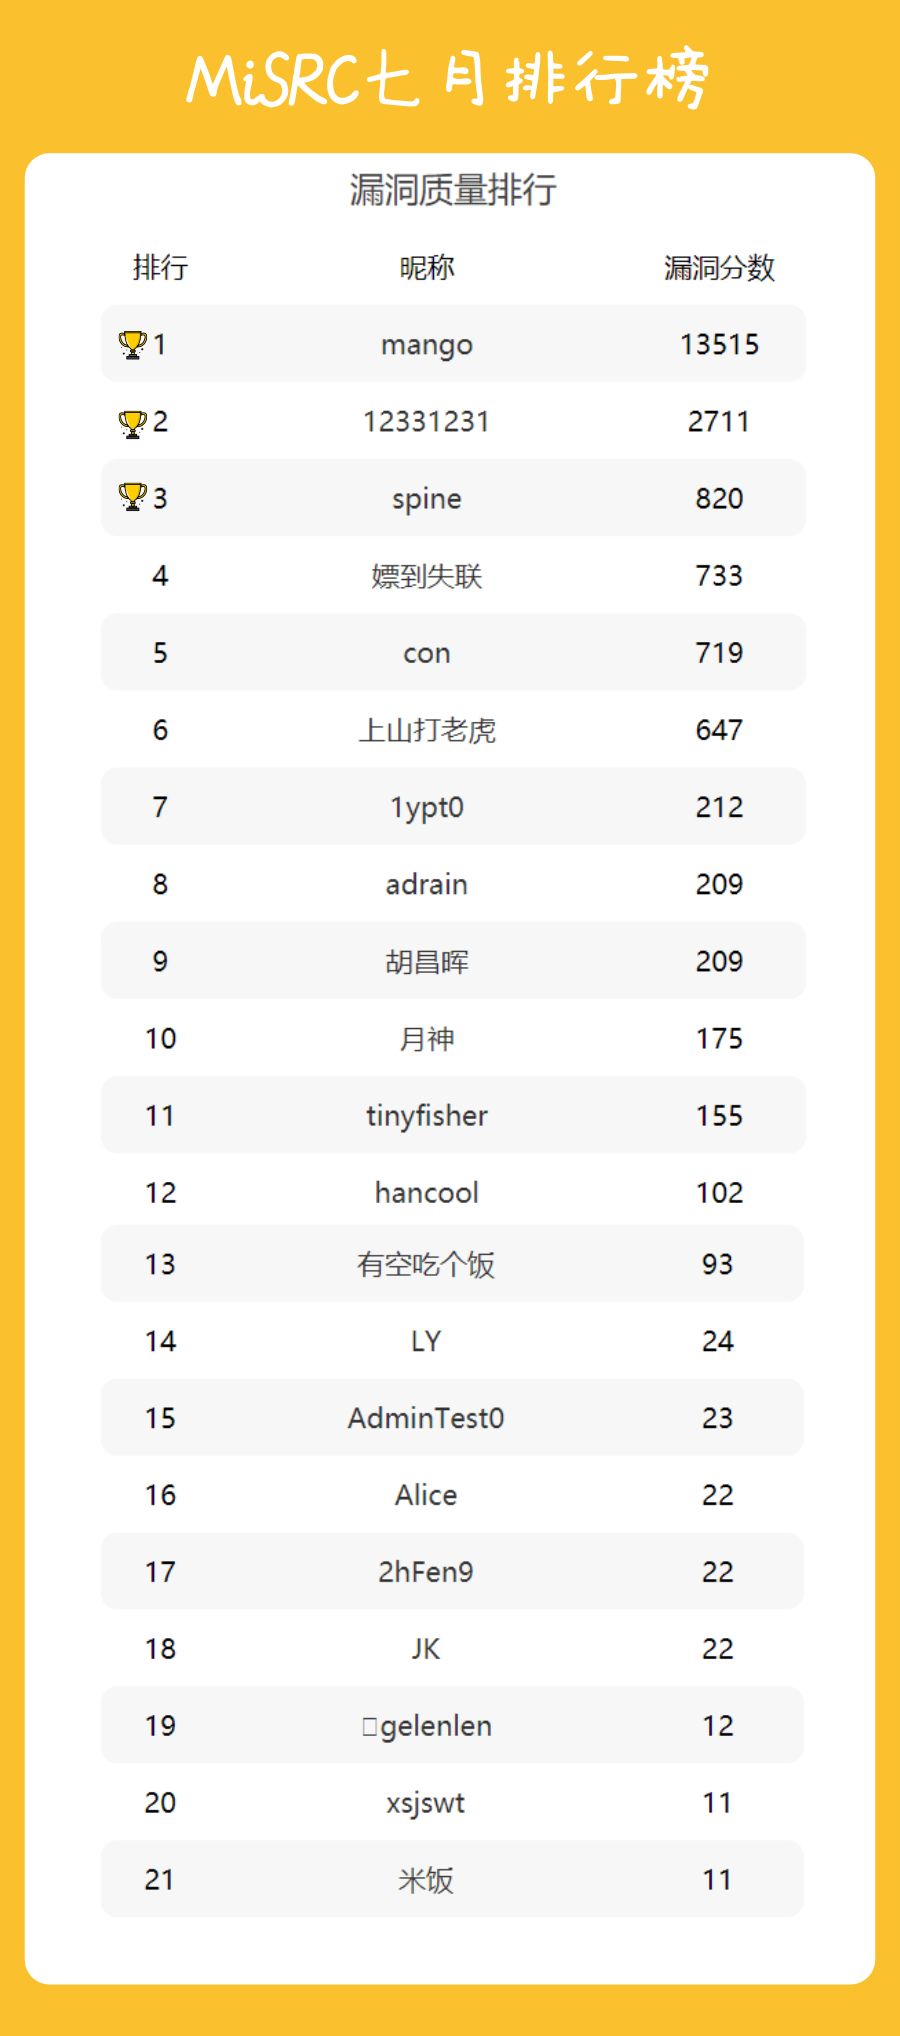 MiSRC七月排行榜
漏洞质量排行
排行 昵称 漏洞分数
1 mango 13515
2 12331231 2711
3 spine 820
4 嫖到失联 733
5 con 719
6 上山打老虎 647
7 1ypt0 212
8 adrain 209
9 胡昌晖 209
10 月神 175
11 tinyfisher 155
12 hancool 102
13 有空吃个饭 93
14 LY 24
15 AdminTest0 23
16 Alice 22
17 2hFen9 22
18 JK 22
19 □gelenlen 12
20 xsjswt 11
21 米饭 11